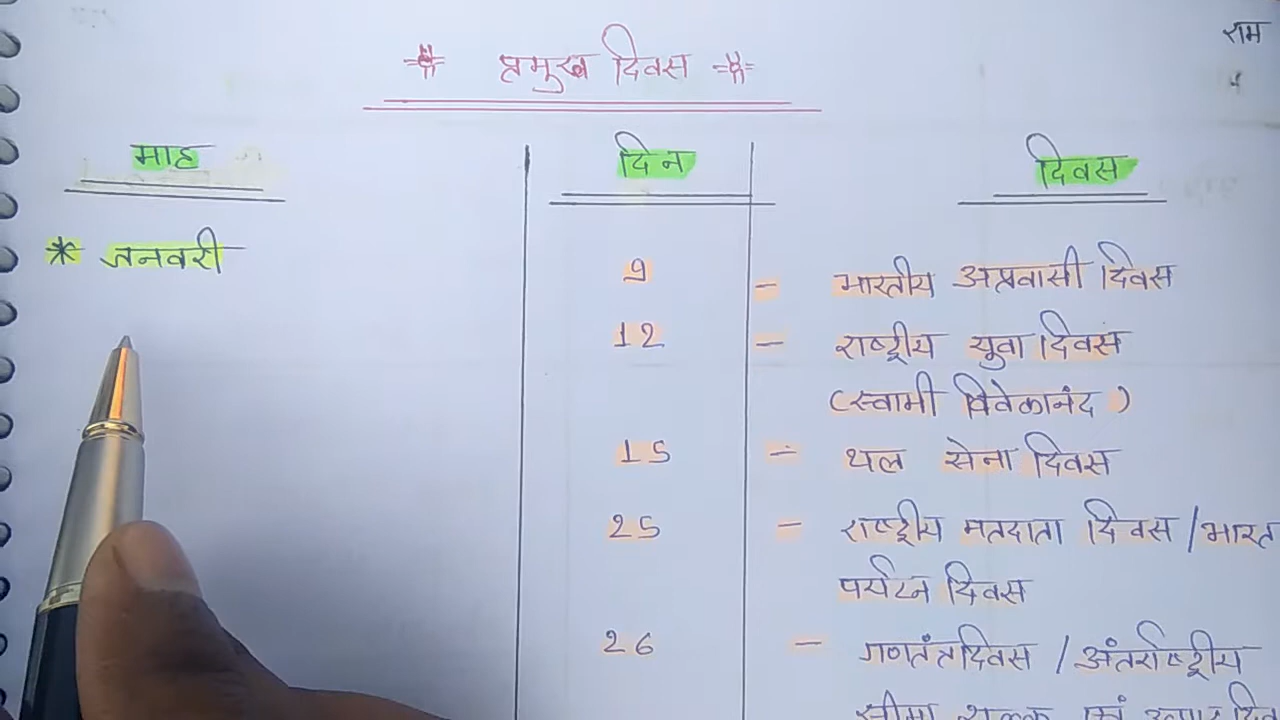 राम
प्रमुख दिवस
माह दिन दिवस
* जनवरी
9 - भारतीय अप्रवासी दिवस
12 - राष्ट्रीय युवा दिवस
(स्वामी विवेकानंद)
15 - थल सेना दिवस
25 - राष्ट्रीय मतदाता दिवस / भारत
पर्यटन दिवस
26 - गणतंत्र दिवस / अंतर्राष्ट्रीय
सीमा शुल्क एवं